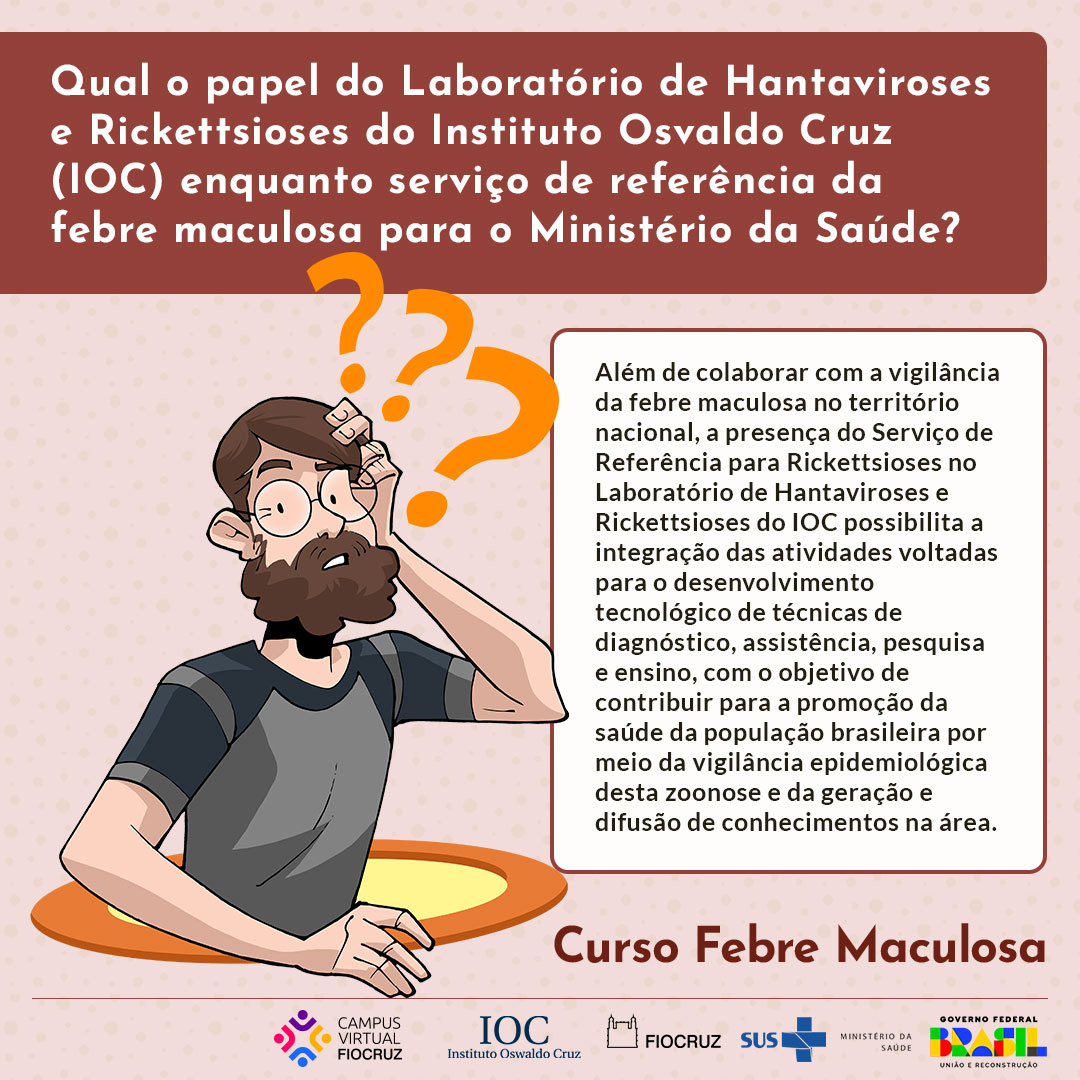 Qual o papel do Laboratório de Hantaviroses
e Rickettsioses do Instituto Osvaldo Cruz
(IOC) enquanto serviço de referência da
febre maculosa para o Ministério da Saúde?
???
Além de colaborar com a vigilância
da febre maculosa no território
nacional, a presença do Serviço de
Referência para Rickettsioses no
Laboratório de Hantaviroses e
Rickettsioses do IOC possibilita a
integração das atividades voltadas
para o desenvolvimento
tecnológico de técnicas de
diagnóstico, assistência, pesquisa
e ensino, com o objetivo de
contribuir para a promoção da
saúde da população brasileira por
meio da vigilância epidemiológica
desta zoonose e da geração e
difusão de conhecimentos na área.
Curso Febre Maculosa
CAMPUS
VIRTUAL
FIOCRUZ
IOC
Instituto Oswaldo Cruz
FIOCRUZ
SUS
MINISTÉRIO DA
SAÚDE
GOVERNO FEDERAL
BRASIL
UNIÃO E RECONSTRUÇÃO